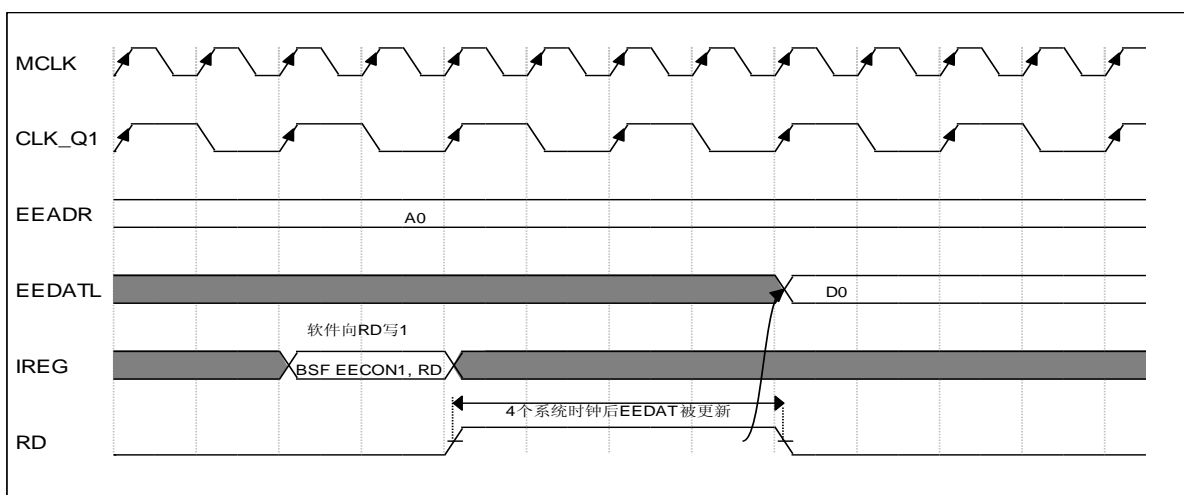 MCLK
CLK_Q1
EEADR
A0
EEDATL
D0
软件向RD写1
IREG
BSF EECON1, RD
4个系统时钟后EEDAT被更新
RD